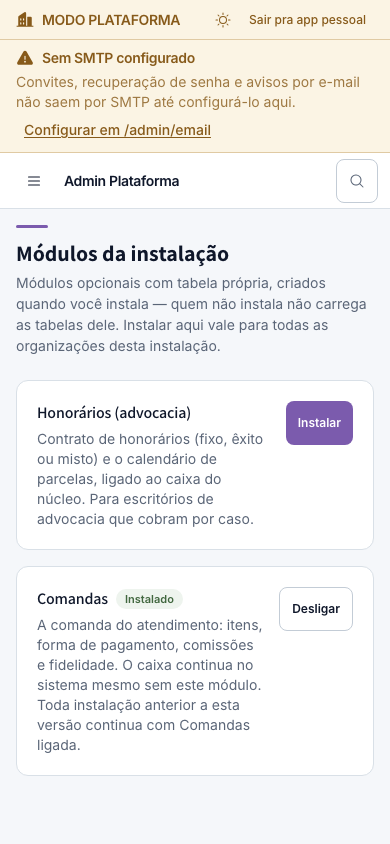 MODO PLATAFORMA
Sair pra app pessoal
Sem SMTP configurado
Convites, recuperação de senha e avisos por e-mail
não saem por SMTP até configurá-lo aqui.
Configurar em /admin/email
Admin Plataforma
Módulos da instalação
Módulos opcionais com tabela própria, criados
quando você instala — quem não instala não carrega
as tabelas dele. Instalar aqui vale para todas as
organizações desta instalação.
Honorários (advocacia)
Instalar
Contrato de honorários (fixo, êxito
ou misto) e o calendário de
parcelas, ligado ao caixa do
núcleo. Para escritórios de
advocacia que cobram por caso.
Comandas
Instalado
Desligar
A comanda do atendimento: itens,
forma de pagamento, comissões
e fidelidade. O caixa continua no
sistema mesmo sem este módulo.
Toda instalação anterior a esta
versão continua com Comandas
ligada.